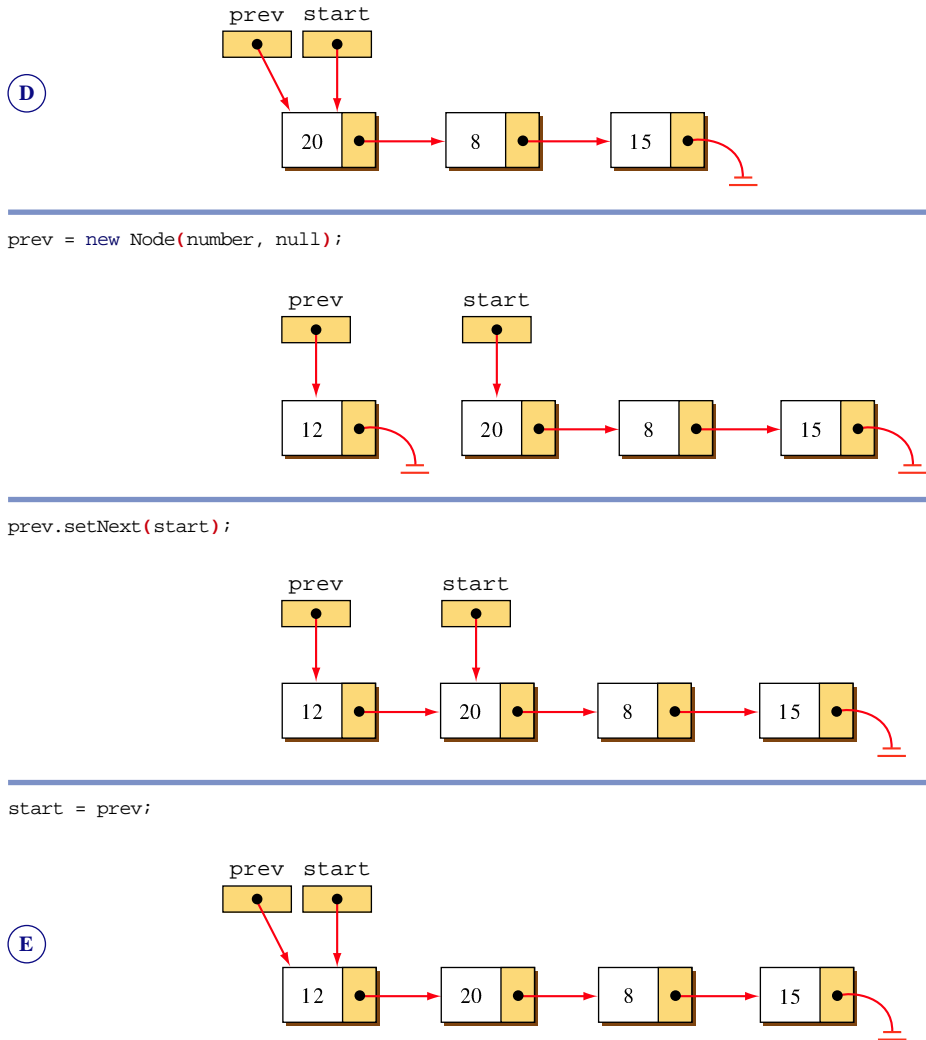 prev start
D
20 8 15
prev = new Node(number, null);
prev start
12 20 8 15
prev.setNext(start);
prev start
12 20 8 15
start = prev;
prev start
E
12 20 8 15